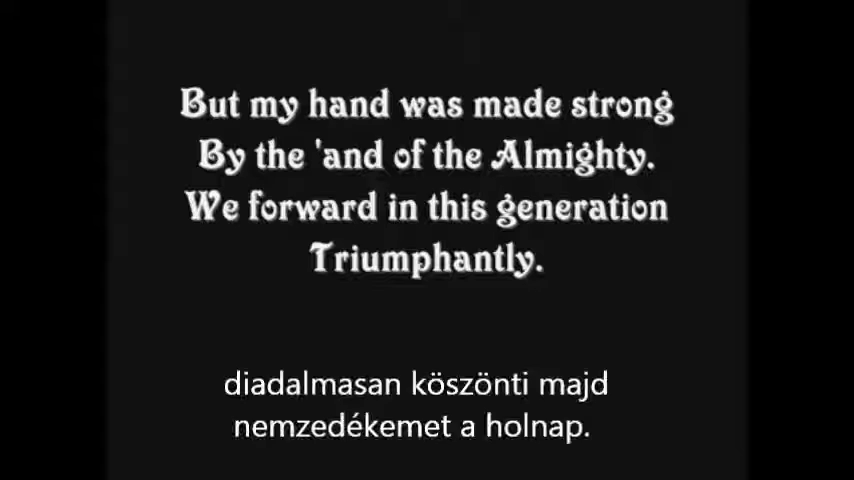 But my hand was made strong
By the 'and of the Almighty.
We forward in this generation
Triumphantly.
diadalmasan köszönti majd
nemzedékemet a holnap.